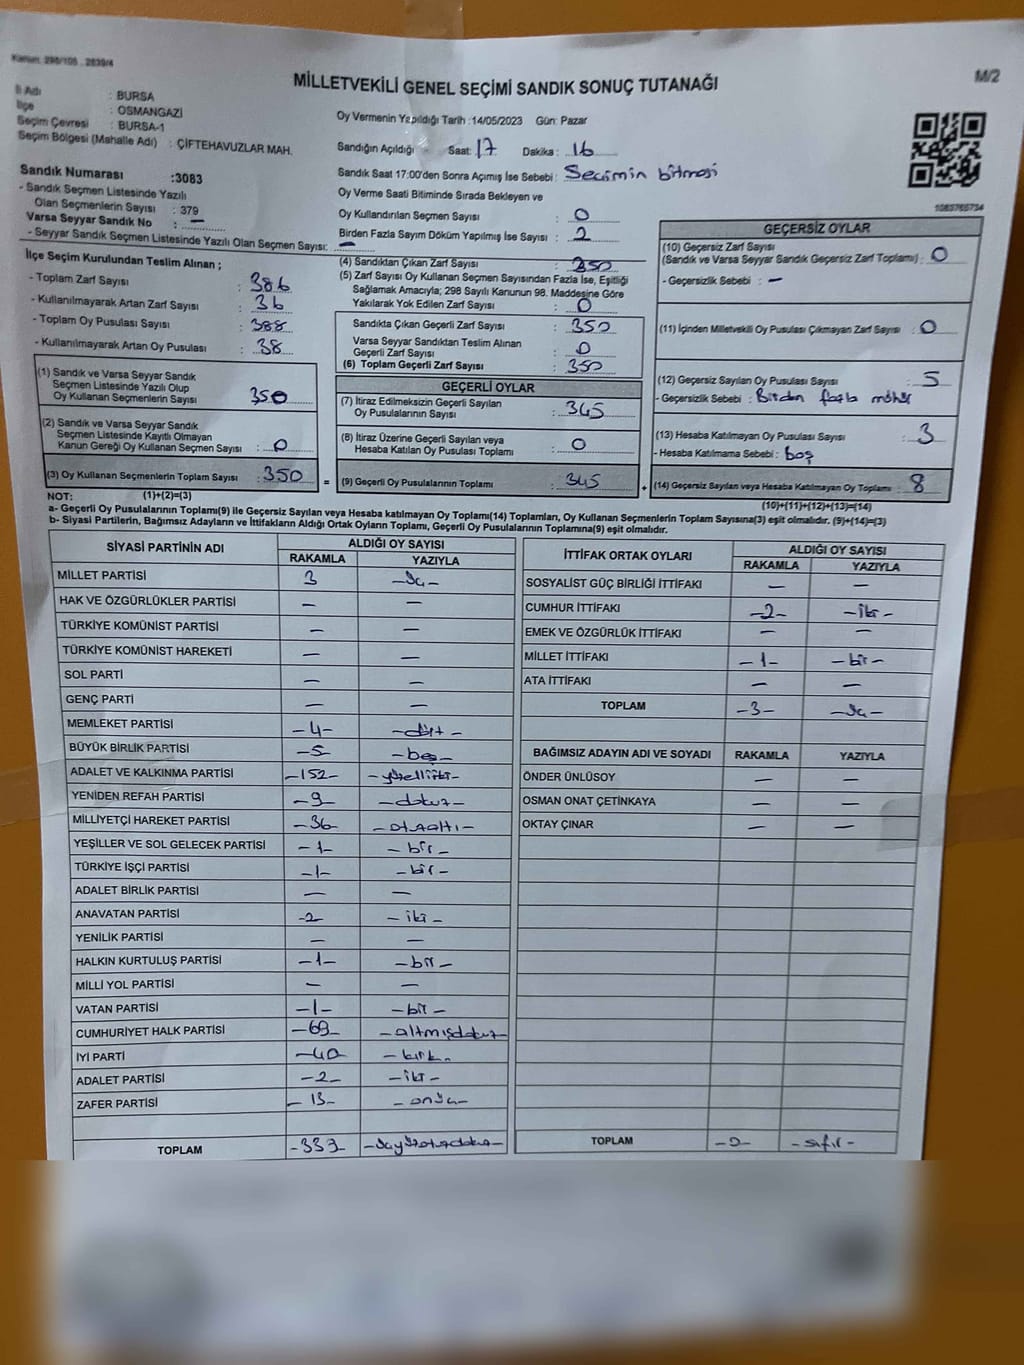 Kanun: 298/105 , 2839/4
M/2
MİLLETVEKİLİ GENEL SEÇİMİ SANDIK SONUÇ TUTANAĞI
İl Adı : BURSA
İlçe : OSMANGAZİ
Seçim Çevresi : BURSA-1
Seçim Bölgesi (Mahalle Adı) : ÇİFTEHAVUZLAR MAH.
Sandık Numarası :3083
- Sandık Seçmen Listesinde Yazılı
Olan Seçmenlerin Sayısı : 379
Varsa Seyyar Sandık No : —
- Seyyar Sandık Seçmen Listesinde Yazılı Olan Seçmen Sayısı: —
Oy Vermenin Yapıldığı Tarih :14/05/2023 Gün: Pazar
Sandığın Açıldığı Saat: 17 Dakika : 16
Sandık Saat 17:00'den Sonra Açımış İse Sebebi : Seçimin bitmesi
Oy Verme Saati Bitiminde Sırada Bekleyen ve
Oy Kullandırılan Seçmen Sayısı : 0
Birden Fazla Sayım Döküm Yapılmış İse Sayısı : 2
1083765734
İlçe Seçim Kurulundan Teslim Alınan ;
- Toplam Zarf Sayısı : 386
- Kullanılmayarak Artan Zarf Sayısı : 36
- Toplam Oy Pusulası Sayısı : 388
- Kullanılmayarak Artan Oy Pusulası : 38
(1) Sandık ve Varsa Seyyar Sandık
Seçmen Listesinde Yazılı Olup
Oy Kullanan Seçmenlerin Sayısı : 350
(2) Sandık ve Varsa Seyyar Sandık
Seçmen Listesinde Kayıtlı Olmayan
Kanun Gereği Oy Kullanan Seçmen Sayısı : 0
(3) Oy Kullanan Seçmenlerin Toplam Sayısı : 350 =
(4) Sandıktan Çıkan Zarf Sayısı : 350
(5) Zarf Sayısı Oy Kullanan Seçmen Sayısından Fazla İse, Eşitliği
Sağlamak Amacıyla; 298 Sayılı Kanunun 98. Maddesine Göre
Yakılarak Yok Edilen Zarf Sayısı : 0
Sandıkta Çıkan Geçerli Zarf Sayısı : 350
Varsa Seyyar Sandıktan Teslim Alınan
Geçerli Zarf Sayısı : 0
(6) Toplam Geçerli Zarf Sayısı : 350
GEÇERLİ OYLAR
(7) İtiraz Edilmeksizin Geçerli Sayılan
Oy Pusulalarının Sayısı : 345
(8) İtiraz Üzerine Geçerli Sayılan veya
Hesaba Katılan Oy Pusulası Toplamı : 0
(9) Geçerli Oy Pusulalarının Toplamı : 345 +
GEÇERSİZ OYLAR
(10) Geçersiz Zarf Sayısı
(Sandık ve Varsa Seyyar Sandık Geçersiz Zarf Toplamı) : 0
- Geçersizlik Sebebi : —
(11) İçinden Milletvekili Oy Pusulası Çıkmayan Zarf Sayısı : 0
(12) Geçersiz Sayılan Oy Pusulası Sayısı : 5
- Geçersizlik Sebebi : Birden fazla mühür
(13) Hesaba Katılmayan Oy Pusulası Sayısı : 3
- Hesaba Katılmama Sebebi : boş
(14) Geçersiz Sayılan veya Hesaba Katılmayan Oy Toplamı : 8
NOT: (1)+(2)=(3) (10)+(11)+(12)+(13)=(14)
a- Geçerli Oy Pusulalarının Toplamı(9) ile Geçersiz Sayılan veya Hesaba katılmayan Oy Toplamı(14) Toplamları, Oy Kullanan Seçmenlerin Toplam Sayısına(3) eşit olmalıdır. (9)+(14)=(3)
b- Siyasi Partilerin, Bağımsız Adayların ve İttifakların Aldığı Ortak Oyların Toplamı, Geçerli Oy Pusulalarının Toplamına(9) eşit olmalıdır.
SİYASİ PARTİNİN ADI ALDIĞI OY SAYISI
RAKAMLA YAZIYLA
MİLLET PARTİSİ 3 -üç-
HAK VE ÖZGÜRLÜKLER PARTİSİ — —
TÜRKİYE KOMÜNİST PARTİSİ — —
TÜRKİYE KOMÜNİST HAREKETİ — —
SOL PARTİ — —
GENÇ PARTİ — —
MEMLEKET PARTİSİ -4- -dört-
BÜYÜK BİRLİK PARTİSİ -5- -beş-
ADALET VE KALKINMA PARTİSİ -152- -yüzelliiki-
YENİDEN REFAH PARTİSİ -9- -dokuz-
MİLLİYETÇİ HAREKET PARTİSİ -36- -otuzaltı-
YEŞİLLER VE SOL GELECEK PARTİSİ -1- -bir-
TÜRKİYE İŞÇİ PARTİSİ -1- -bir-
ADALET BİRLİK PARTİSİ — —
ANAVATAN PARTİSİ -2- -iki-
YENİLİK PARTİSİ — —
HALKIN KURTULUŞ PARTİSİ -1- -bir-
MİLLİ YOL PARTİSİ — —
VATAN PARTİSİ -1- -bir-
CUMHURİYET HALK PARTİSİ -69- -altmışdokuz-
İYİ PARTİ -40 -kırk-
ADALET PARTİSİ -2- -iki-
ZAFER PARTİSİ -13- -onüç-
TOPLAM -339- -üçyüzotuzdokuz-
İTTİFAK ORTAK OYLARI ALDIĞI OY SAYISI
RAKAMLA YAZIYLA
SOSYALİST GÜÇ BİRLİĞİ İTTİFAKI — —
CUMHUR İTTİFAKI -2- -iki-
EMEK VE ÖZGÜRLÜK İTTİFAKI — —
MİLLET İTTİFAKI -1- -bir-
ATA İTTİFAKI — —
TOPLAM -3- -üç-
BAĞIMSIZ ADAYIN ADI VE SOYADI RAKAMLA YAZIYLA
ÖNDER ÜNLÜSOY — —
OSMAN ONAT ÇETİNKAYA — —
OKTAY ÇINAR — —
TOPLAM -0- -sıfır-